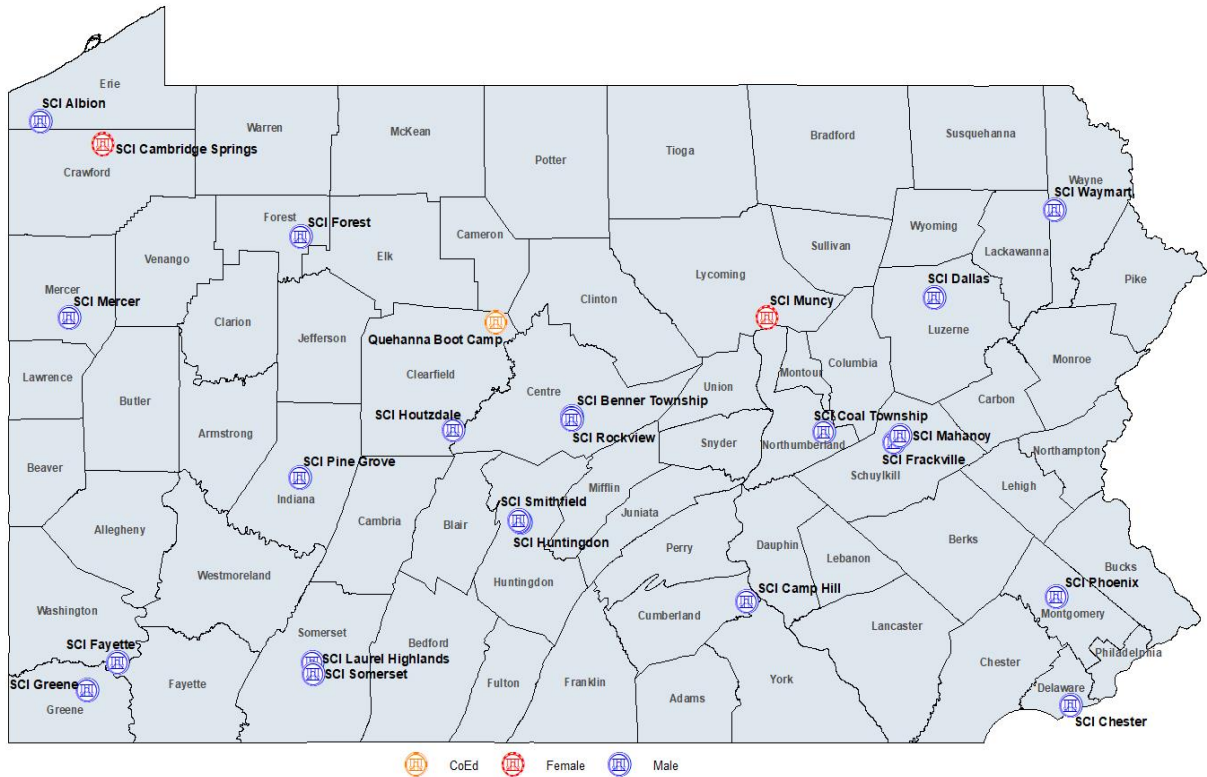 Erie
SCI Albion
Warren
McKean
Bradford
Susquehanna
SCI Cambridge Springs
Potter
Tioga
Crawford
Wayne
SCI Waymart
Forest
SCI Forest
Cameron
Wyoming
Sullivan
Lackawanna
Venango
Elk
Lycoming
Pike
SCI Dallas
Mercer
SCI Mercer
Clinton
SCI Muncy
Clarion
Luzerne
Jefferson
Quehanna Boot Camp
Monroe
Lawrence
Clearfield
Montour
Columbia
Union
Centre
Butler
Carbon
SCI Houtzdale
SCI Benner Township
SCI Coal Township
Armstrong
SCI Rockview
Snyder
Northumberland
SCI Mahanoy
Beaver
SCI Frackville
Northampton
SCI Pine Grove
Schuylkill
Indiana
Mifflin
Lehigh
SCI Smithfield
Juniata
Allegheny
Cambria
Blair
SCI Huntingdon
Berks
Perry
Dauphin
Lebanon
Bucks
Westmoreland
Huntingdon
SCI Phoenix
SCI Camp Hill
Washington
Cumberland
Montgomery
Lancaster
Somerset
SCI Fayette
Bedford
Philadelphia
SCI Laurel Highlands
Chester
SCI Somerset
SCI Greene
Fayette
Fulton
Franklin
York
Delaware
Adams
Greene
SCI Chester
CoEd
Female
Male